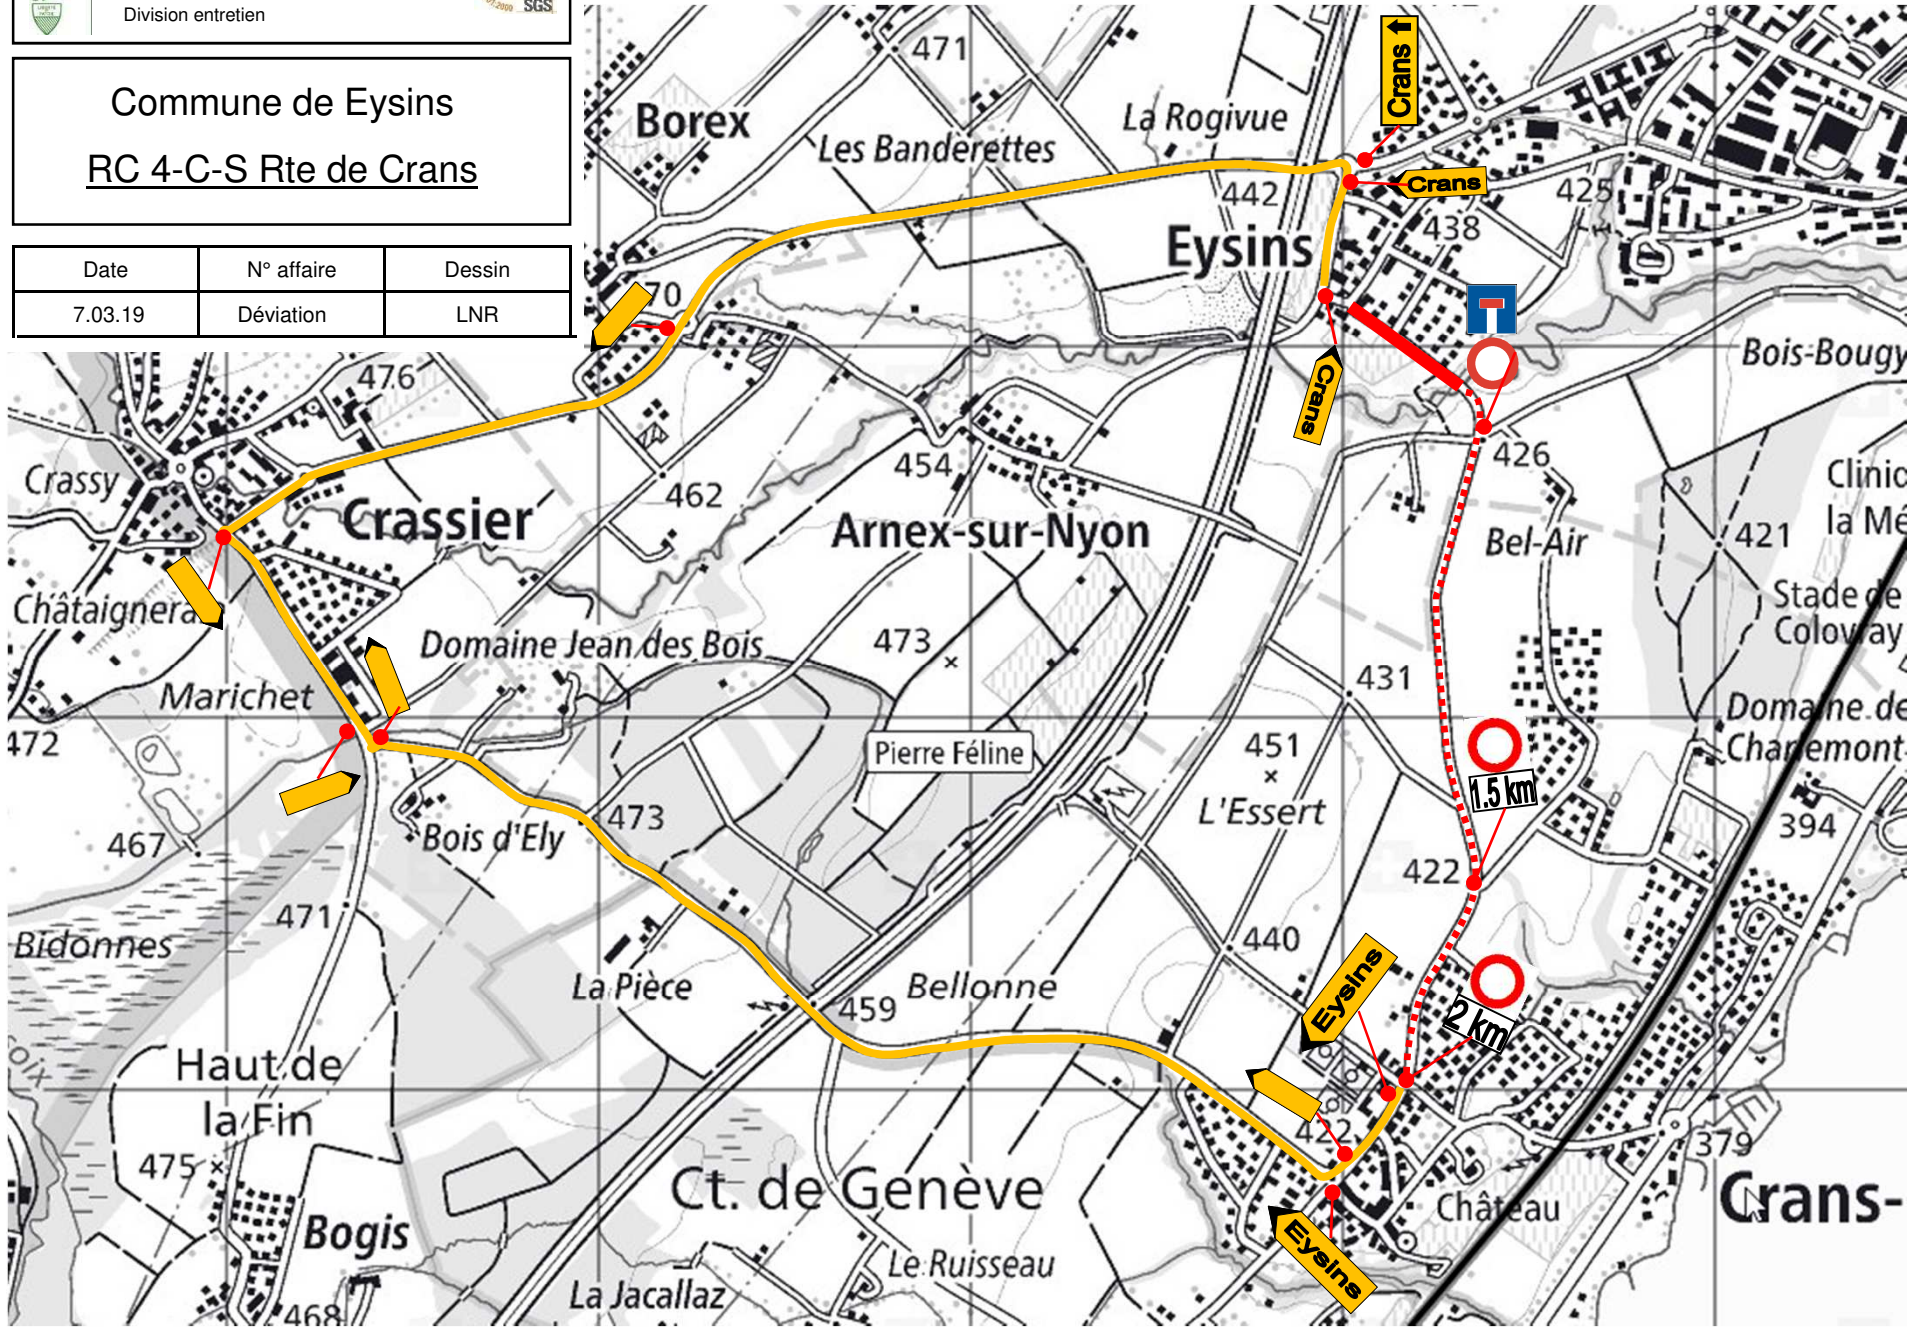 Division entretien
SGS
Commune de Eysins
RC 4-C-S Rte de Crans
Date N° affaire Dessin
7.03.19 Déviation LNR
471
Crans
Borex
La Rogivue
Les Banderettes
Crans
442
425
438
Eysins
70
Bois-Bougy
476
Crans
426
Crassy
454
462
Crassier
Arnex-sur-Nyon
Bel-Air
421
Clinic
la Mé
Stade de
Colovray
Châtaignera
Domaine Jean des Bois
473
Marichet
431
472
Pierre Féline
451
Domaine de
Charlemont-
1.5 km
L'Essert
467
Bois d'Ely
473
394
422
471
440
Bidonnes
La Pièce
459
Bellonne
Eysins
2 km
Haut de
la Fin
475
422
379
Ct. de Genève
Château
Crans-
Bogis
Le Ruisseau
Eysins
La Jacallaz
468